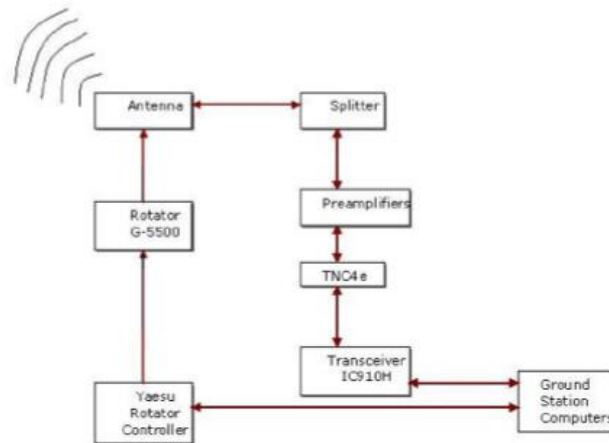 Antenna
Splitter
Rotator
G-5500
Preamplifiers
TNC4e
Transceiver
IC910H
Yaesu
Rotator
Controller
Ground
Station
Computers